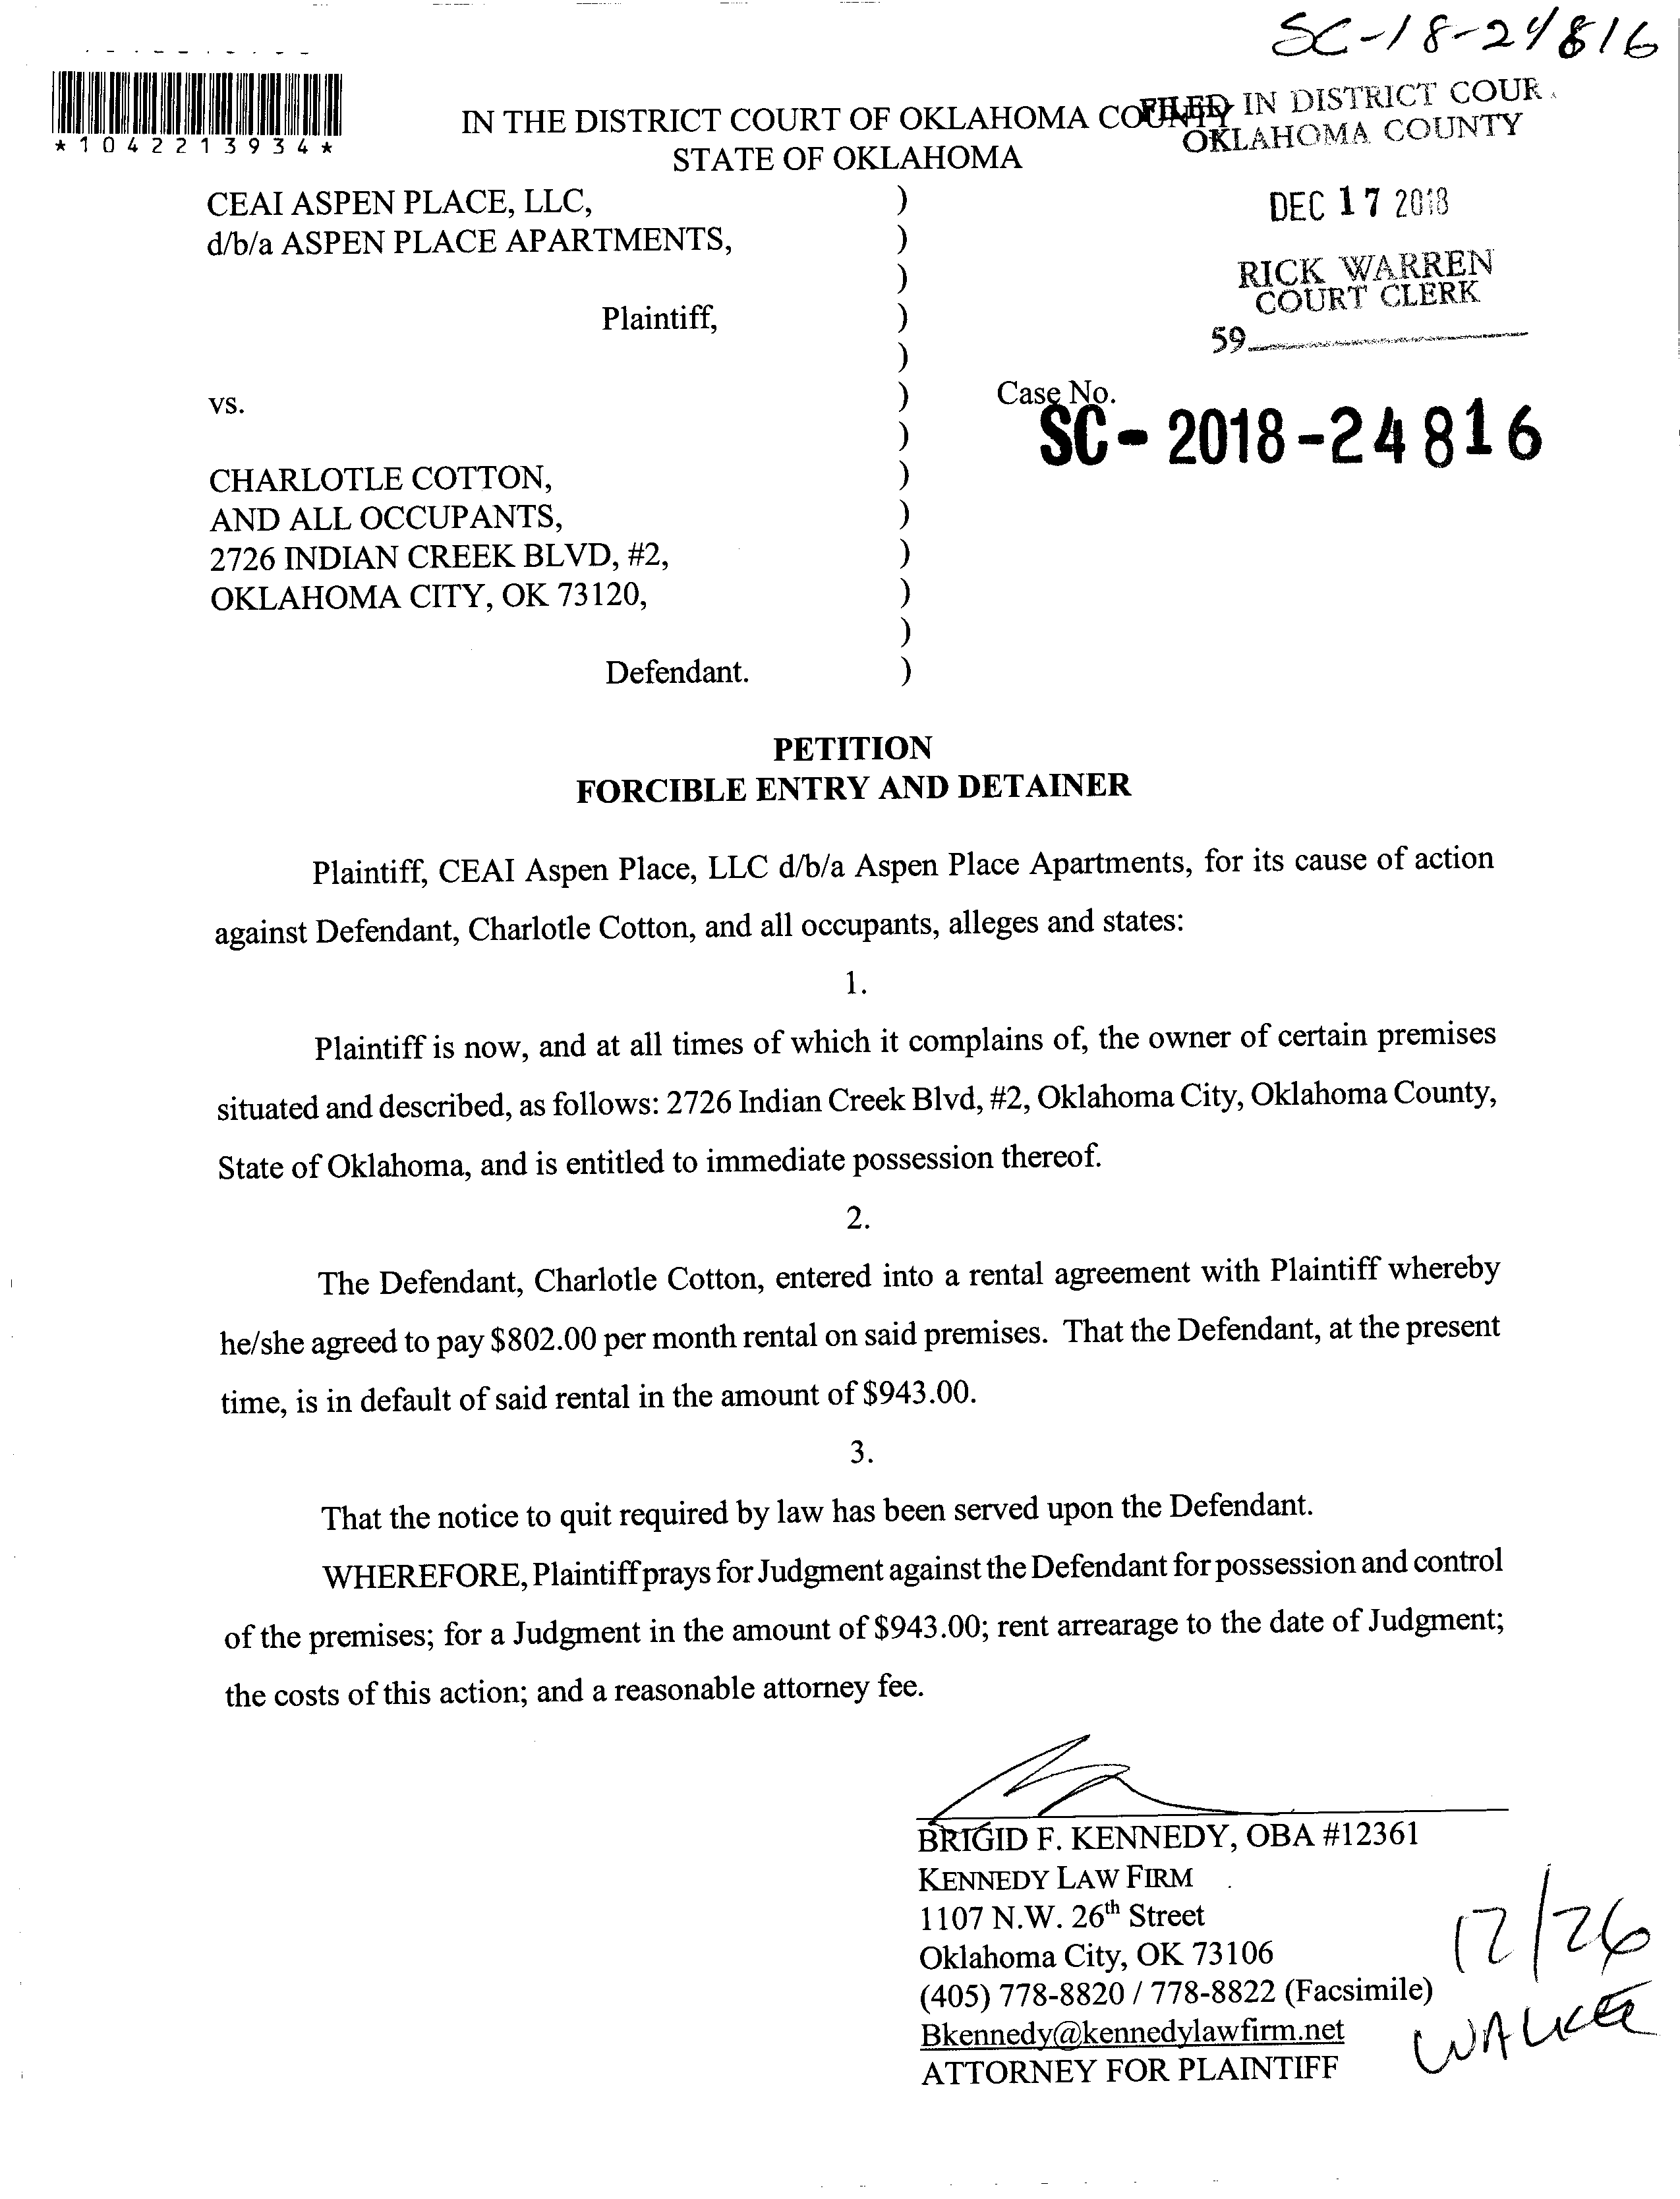 SC-18-24816
*1042213934*
IN THE DISTRICT COURT OF OKLAHOMA COUNTY
STATE OF OKLAHOMA
FILED IN DISTRICT COUR
OKLAHOMA COUNTY
DEC 17 2018
RICK WARREN
COURT CLERK
59
CEAI ASPEN PLACE, LLC, )
d/b/a ASPEN PLACE APARTMENTS, )
)
Plaintiff, )
)
vs. ) Case No.
SC-2018-24816
)
CHARLOTLE COTTON, )
AND ALL OCCUPANTS, )
2726 INDIAN CREEK BLVD, #2, )
OKLAHOMA CITY, OK 73120, )
)
Defendant. )
PETITION
FORCIBLE ENTRY AND DETAINER
Plaintiff, CEAI Aspen Place, LLC d/b/a Aspen Place Apartments, for its cause of action
against Defendant, Charlotle Cotton, and all occupants, alleges and states:
1.
Plaintiff is now, and at all times of which it complains of, the owner of certain premises
situated and described, as follows: 2726 Indian Creek Blvd, #2, Oklahoma City, Oklahoma County,
State of Oklahoma, and is entitled to immediate possession thereof.
2.
The Defendant, Charlotle Cotton, entered into a rental agreement with Plaintiff whereby
he/she agreed to pay $802.00 per month rental on said premises. That the Defendant, at the present
time, is in default of said rental in the amount of $943.00.
3.
That the notice to quit required by law has been served upon the Defendant.
WHEREFORE, Plaintiff prays for Judgment against the Defendant for possession and control
of the premises; for a Judgment in the amount of $943.00; rent arrearage to the date of Judgment;
the costs of this action; and a reasonable attorney fee.
BRIGID F. KENNEDY, OBA #12361
KENNEDY LAW FIRM
1107 N.W. 26th Street
Oklahoma City, OK 73106
(405) 778-8820 / 778-8822 (Facsimile)
Bkennedy@kennedylawfirm.net
ATTORNEY FOR PLAINTIFF
12/26